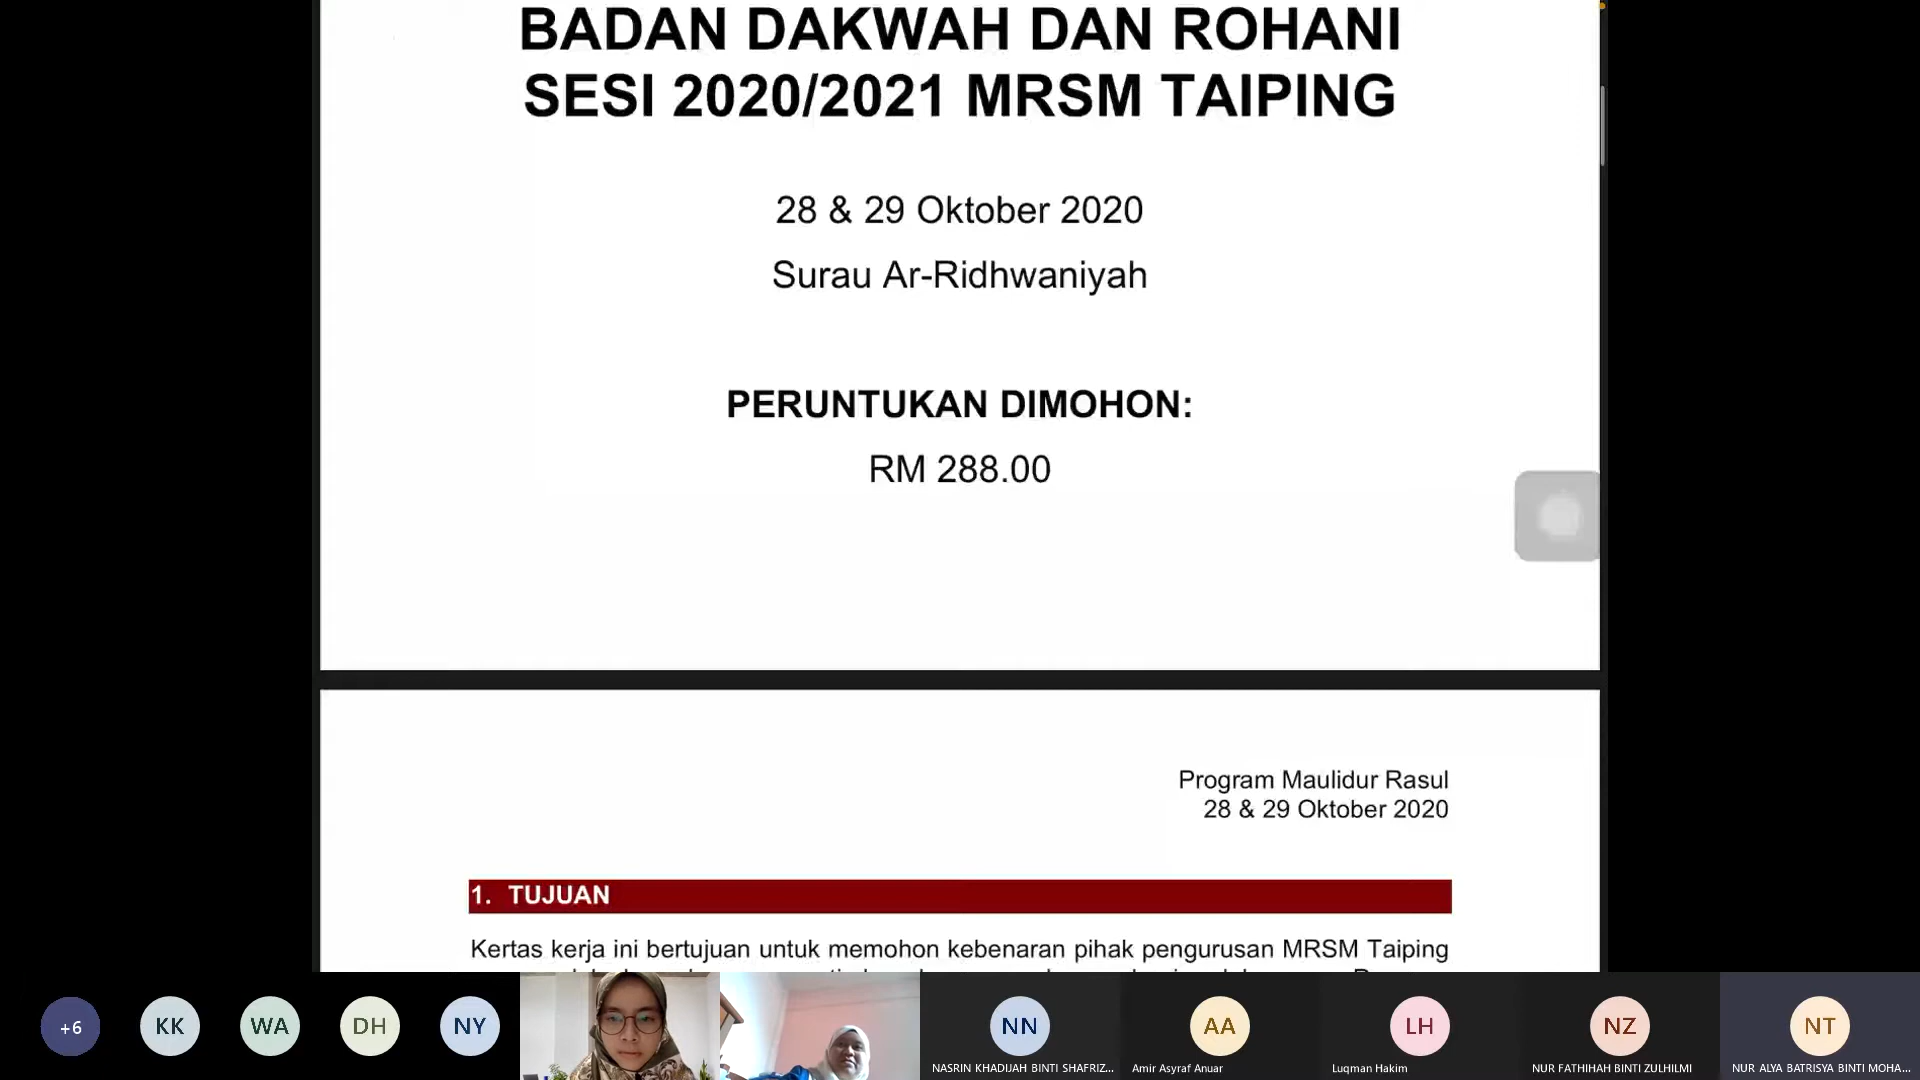 BADAN DAKWAH DAN ROHANI
SESI 2020/2021 MRSM TAIPING
28 & 29 Oktober 2020
Surau Ar-Ridhwaniyah
PERUNTUKAN DIMOHON:
RM 288.00
Program Maulidur Rasul
28 & 29 Oktober 2020
1. TUJUAN
Kertas kerja ini bertujuan untuk memohon kebenaran pihak pengurusan MRSM Taiping
+6
KK
WA
DH
NY
NN
AA
LH
NZ
NT
NASRIN KHADIJAH BINTI SHAFRIZ...
Amir Asyraf Anuar
Luqman Hakim
NUR FATHIHAH BINTI ZULHILMI
NUR ALYA BATRISYA BINTI MOHA...